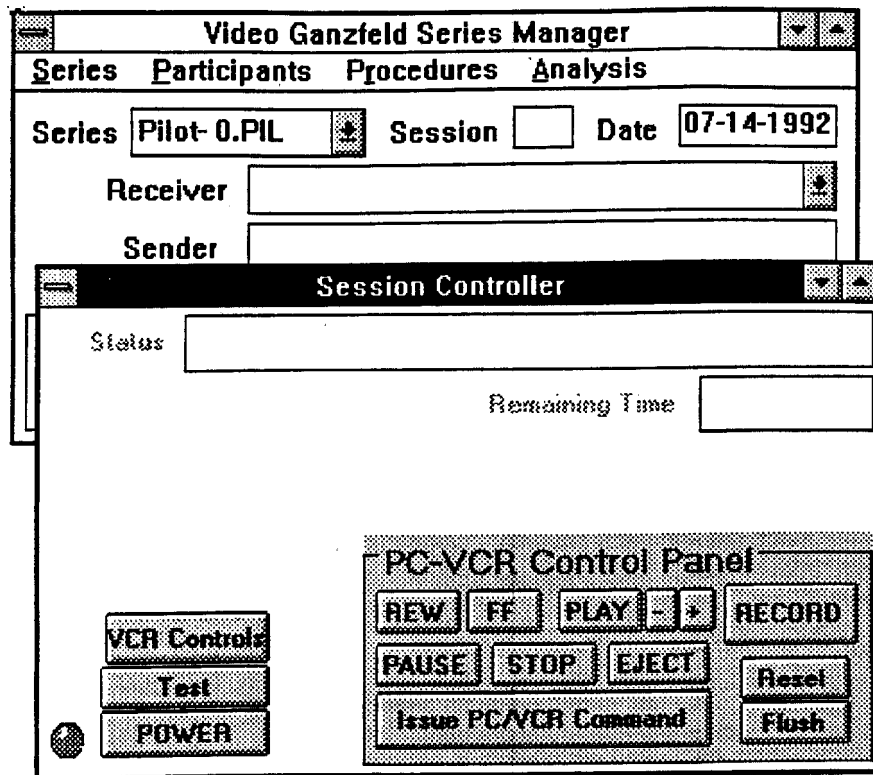 Video Ganzfeld Series Manager
Series Participants Procedures Analysis
Series Pilot- 0.PIL Session Date 07-14-1992
Receiver
Sender
Session Controller
Status
Remaining Time
PC-VCR Control Panel
REW FF PLAY - + RECORD
VCR Controls
PAUSE STOP EJECT
Test
Reset
POWER
Issue PC/VCR Command
Flush